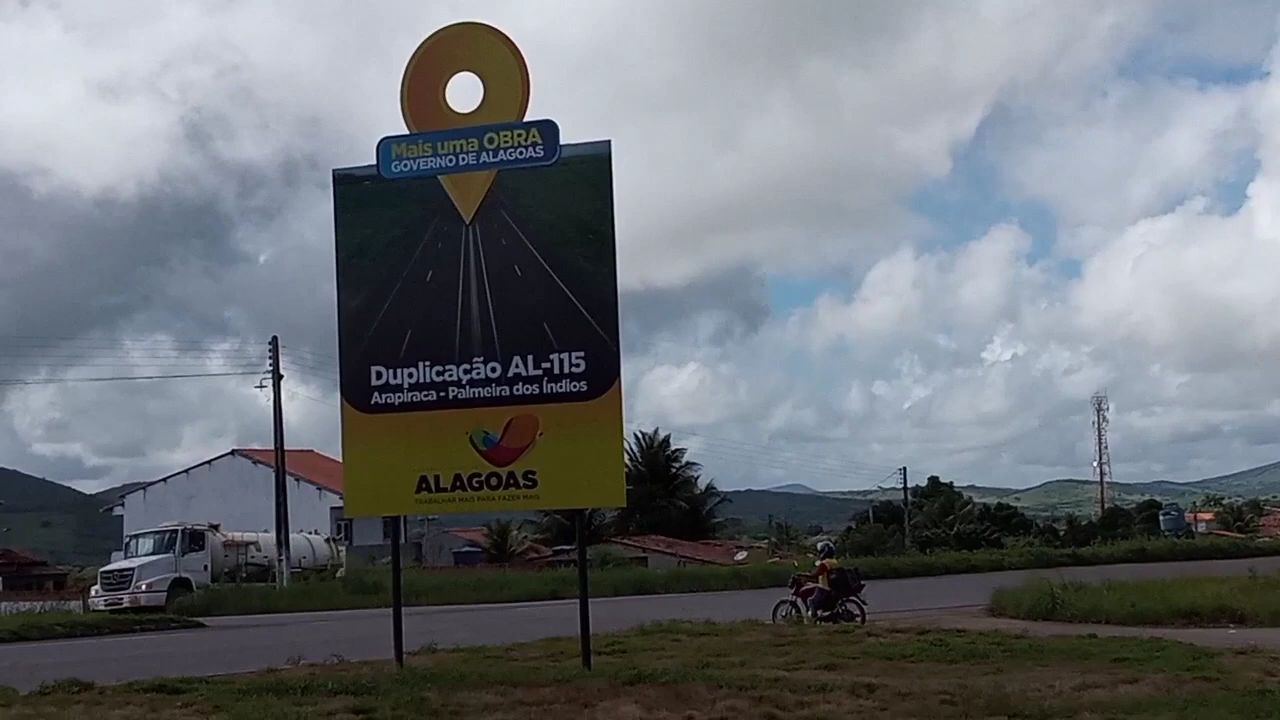 Mais uma OBRA
GOVERNO DE ALAGOAS
Duplicação AL-115
Arapiraca - Palmeira dos Índios
ALAGOAS
TRABALHAR MAIS PARA FAZER MAIS.